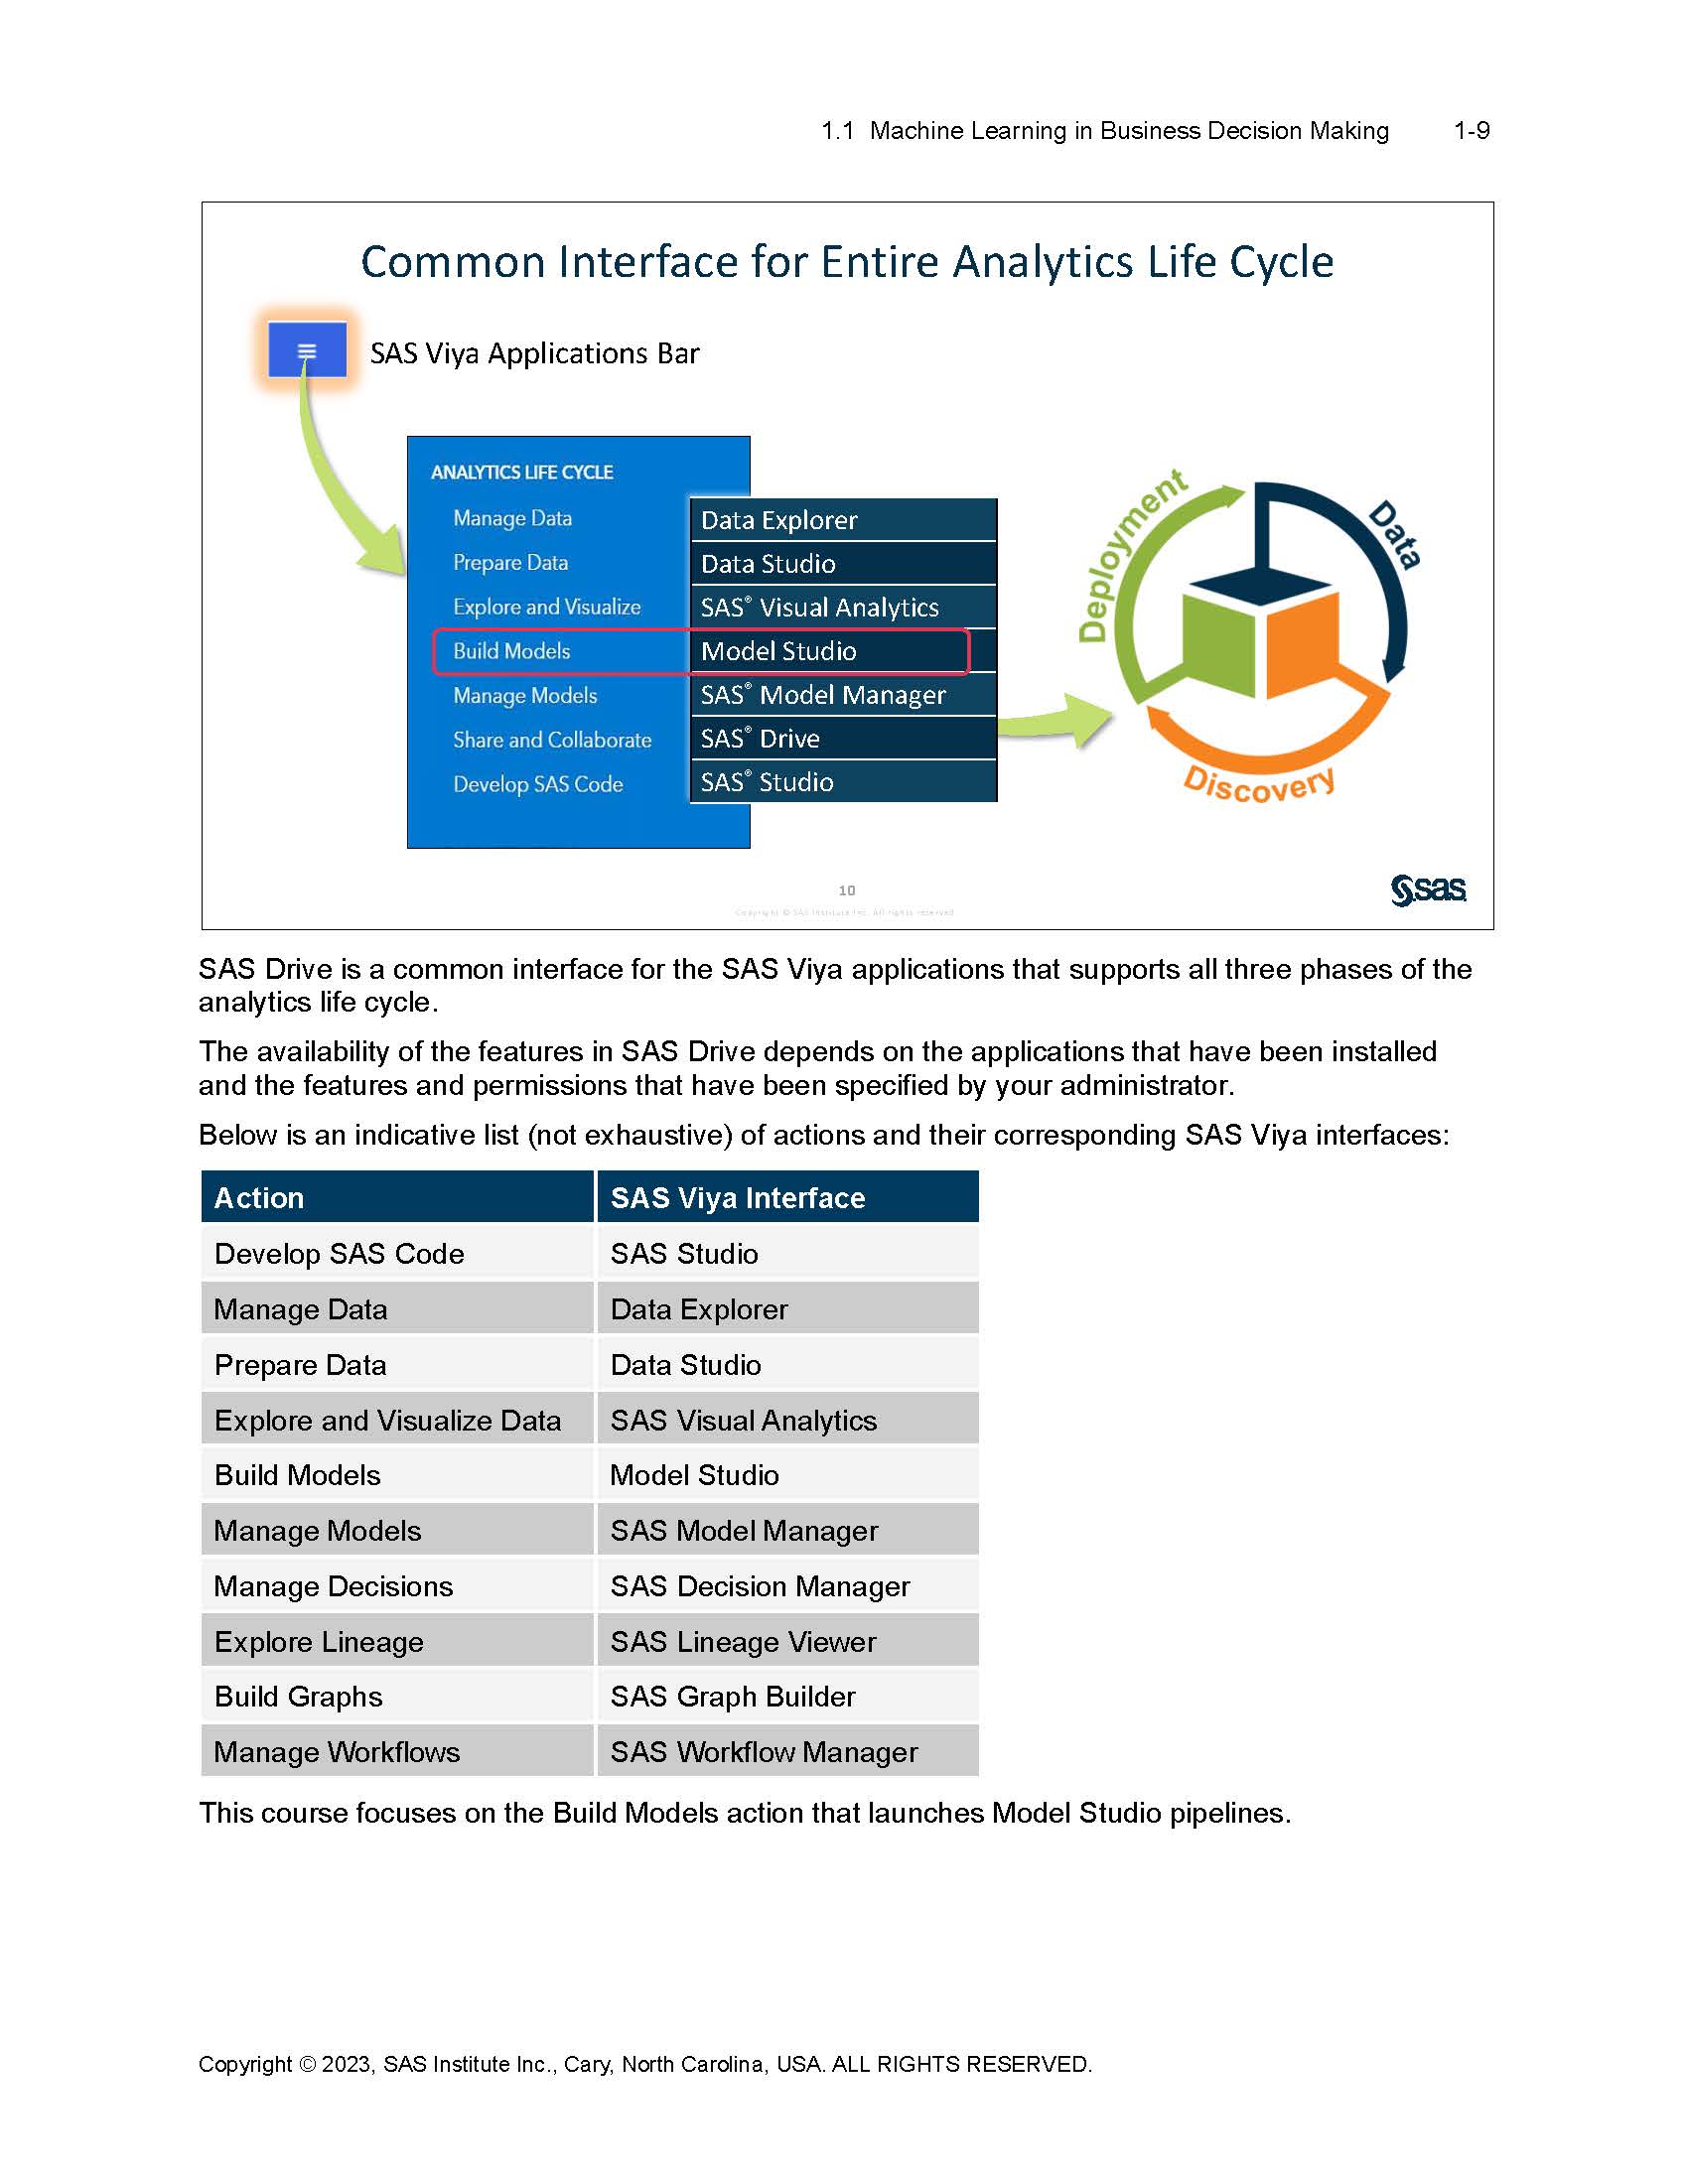 1.1 Machine Learning in Business Decision Making 1-9
Common Interface for Entire Analytics Life Cycle
SAS Viya Applications Bar
ANALYTICS LIFE CYCLE
Manage Data Data Explorer
Prepare Data Data Studio
Explore and Visualize SAS® Visual Analytics
Build Models Model Studio
Manage Models SAS® Model Manager
Share and Collaborate SAS® Drive
Develop SAS Code SAS® Studio
Deployment
Data
Discovery
10
Copyright © SAS Institute Inc. All rights reserved.
sas
SAS Drive is a common interface for the SAS Viya applications that supports all three phases of the
analytics life cycle.
The availability of the features in SAS Drive depends on the applications that have been installed
and the features and permissions that have been specified by your administrator.
Below is an indicative list (not exhaustive) of actions and their corresponding SAS Viya interfaces:
Action SAS Viya Interface
Develop SAS Code SAS Studio
Manage Data Data Explorer
Prepare Data Data Studio
Explore and Visualize Data SAS Visual Analytics
Build Models Model Studio
Manage Models SAS Model Manager
Manage Decisions SAS Decision Manager
Explore Lineage SAS Lineage Viewer
Build Graphs SAS Graph Builder
Manage Workflows SAS Workflow Manager
This course focuses on the Build Models action that launches Model Studio pipelines.
Copyright © 2023, SAS Institute Inc., Cary, North Carolina, USA. ALL RIGHTS RESERVED.